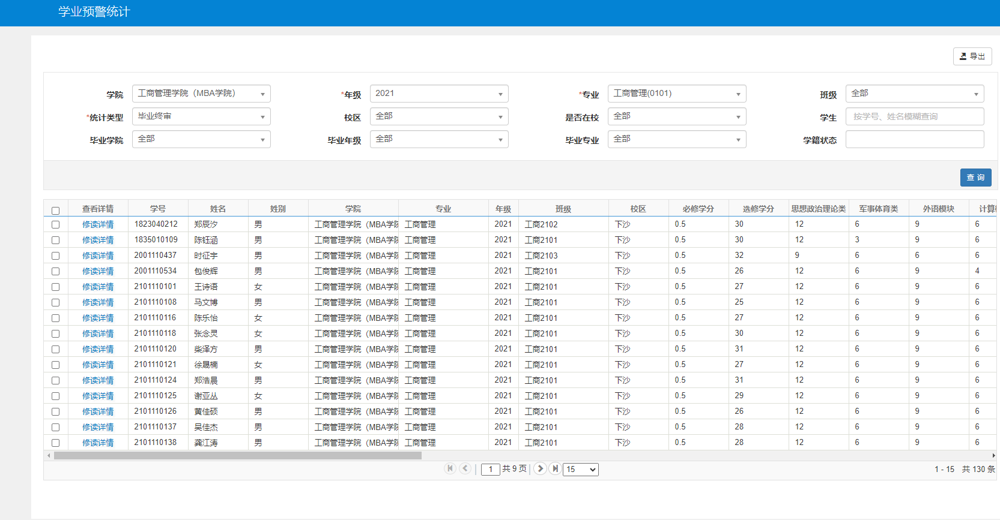 学业预警统计
导出
学院 工商管理学院（MBA学院） *年级 2021 *专业 工商管理(0101) 班级 全部
*统计类型 毕业终审 校区 全部 是否在校 全部 学生 按学号、姓名模糊查询
毕业学院 全部 毕业年级 全部 毕业专业 全部 学籍状态
查 询
查看详情 学号 姓名 性别 学院 专业 年级 班级 校区 必修学分 选修学分 思想政治理论类 军事体育类 外语模块 计算
修读详情 1823040212 郑辰汐 男 工商管理学院（MBA学院 工商管理 2021 工商2102 下沙 0.5 30 12 6 9 6
修读详情 1835010109 陈钰涵 男 工商管理学院（MBA学院 工商管理 2021 工商2101 下沙 0.5 30 12 3 9 6
修读详情 2001110437 时征宇 男 工商管理学院（MBA学院 工商管理 2021 工商2103 下沙 0.5 32 9 6 6 6
修读详情 2001110534 包俊辉 男 工商管理学院（MBA学院 工商管理 2021 工商2101 下沙 0.5 26 12 6 9 4
修读详情 2101110101 王诗语 女 工商管理学院（MBA学院 工商管理 2021 工商2101 下沙 0.5 27 12 6 9 6
修读详情 2101110108 马文博 男 工商管理学院（MBA学院 工商管理 2021 工商2101 下沙 0.5 25 12 6 9 6
修读详情 2101110116 陈乐怡 女 工商管理学院（MBA学院 工商管理 2021 工商2101 下沙 0.5 27 12 6 9 6
修读详情 2101110118 张念灵 女 工商管理学院（MBA学院 工商管理 2021 工商2101 下沙 0.5 30 12 6 9 6
修读详情 2101110120 柴泽方 男 工商管理学院（MBA学院 工商管理 2021 工商2101 下沙 0.5 31 12 6 9 6
修读详情 2101110121 徐晟楠 女 工商管理学院（MBA学院 工商管理 2021 工商2101 下沙 0.5 27 12 6 9 6
修读详情 2101110124 郑浩晨 男 工商管理学院（MBA学院 工商管理 2021 工商2101 下沙 0.5 31 12 6 9 6
修读详情 2101110125 谢亚丛 女 工商管理学院（MBA学院 工商管理 2021 工商2101 下沙 0.5 29 12 6 9 6
修读详情 2101110126 黄佳硕 男 工商管理学院（MBA学院 工商管理 2021 工商2101 下沙 0.5 26 12 6 9 6
修读详情 2101110137 吴佳杰 男 工商管理学院（MBA学院 工商管理 2021 工商2101 下沙 0.5 28 12 6 9 6
修读详情 2101110138 龚江涛 男 工商管理学院（MBA学院 工商管理 2021 工商2101 下沙 0.5 28 12 6 9 6
1 共 9 页 15 1 - 15 共 130 条